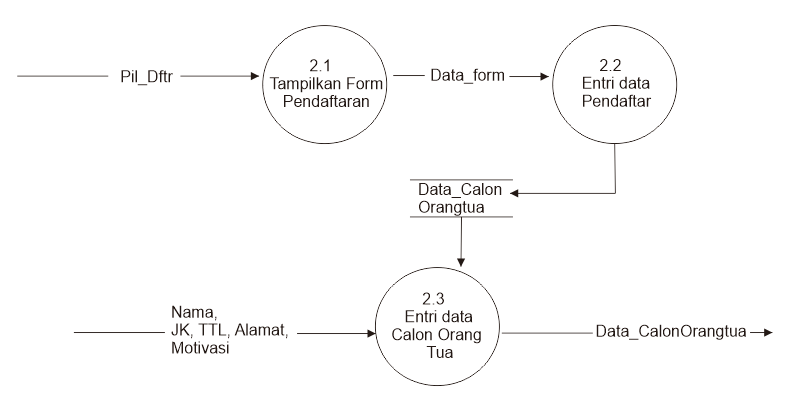 2.1
Tampilkan Form
Pendaftaran
Pil_Dftr
Data_form
2.2
Entri data
Pendaftar
Data_Calon
Orangtua
Nama,
JK, TTL, Alamat,
Motivasi
2.3
Entri data
Calon Orang
Tua
Data_CalonOrangtua